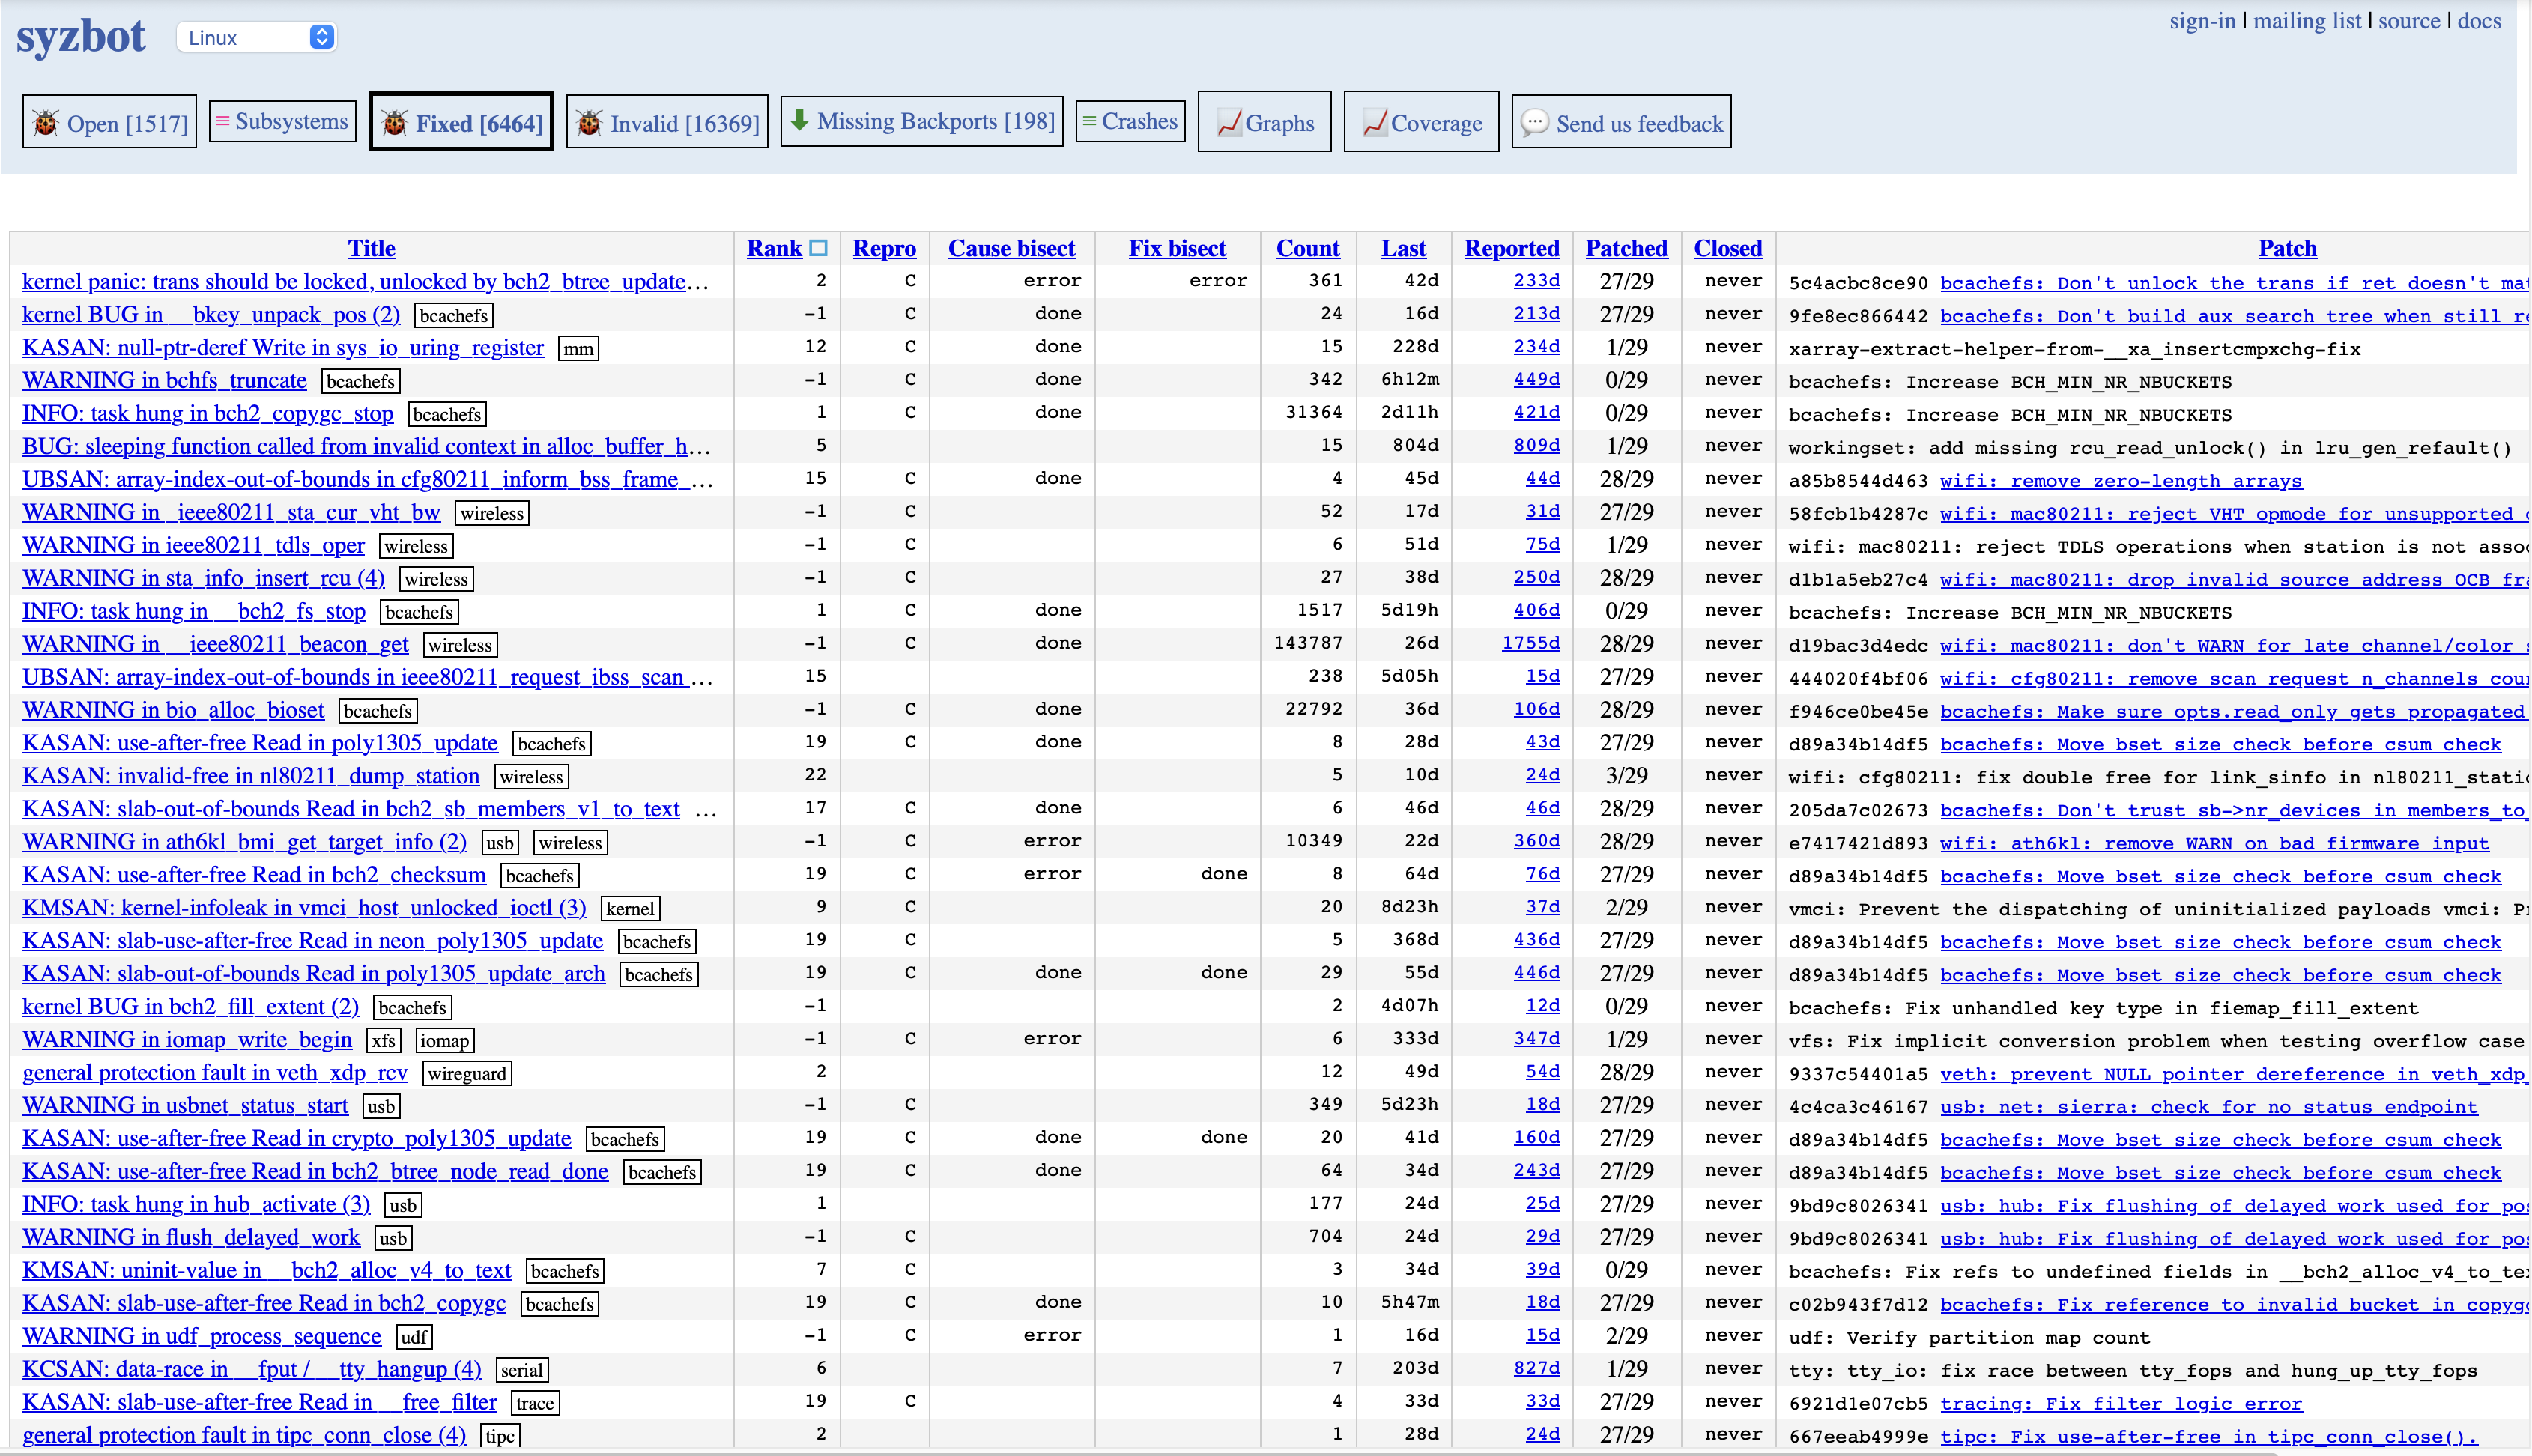 syzbot Linux sign-in | mailing list | source | docs
Open [1517] Subsystems Fixed [6464] Invalid [16369] Missing Backports [198] Crashes Graphs Coverage Send us feedback
Title Rank Repro Cause bisect Fix bisect Count Last Reported Patched Closed Patch
kernel panic: trans should be locked, unlocked by bch2_btree_update… 2 C error error 361 42d 233d 27/29 never 5c4acbc8ce90 bcachefs: Don't unlock the trans if ret doesn't mat
kernel BUG in __bkey_unpack_pos (2) bcachefs -1 C done 24 16d 213d 27/29 never 9fe8ec866442 bcachefs: Don't build aux search tree when still re
KASAN: null-ptr-deref Write in sys_io_uring_register mm 12 C done 15 228d 234d 1/29 never xarray-extract-helper-from-__xa_insertcmpxchg-fix
WARNING in bchfs_truncate bcachefs -1 C done 342 6h12m 449d 0/29 never bcachefs: Increase BCH_MIN_NR_NBUCKETS
INFO: task hung in bch2_copygc_stop bcachefs 1 C done 31364 2d11h 421d 0/29 never bcachefs: Increase BCH_MIN_NR_NBUCKETS
BUG: sleeping function called from invalid context in alloc_buffer_h… 5 15 804d 809d 1/29 never workingset: add missing rcu_read_unlock() in lru_gen_refault()
UBSAN: array-index-out-of-bounds in cfg80211_inform_bss_frame_… 15 C done 4 45d 44d 28/29 never a85b8544d463 wifi: remove zero-length arrays
WARNING in _ieee80211_sta_cur_vht_bw wireless -1 C 52 17d 31d 27/29 never 58fcb1b4287c wifi: mac80211: reject VHT opmode for unsupported
WARNING in ieee80211_tdls_oper wireless -1 C 6 51d 75d 1/29 never wifi: mac80211: reject TDLS operations when station is not asso
WARNING in sta_info_insert_rcu (4) wireless -1 C 27 38d 250d 28/29 never d1b1a5eb27c4 wifi: mac80211: drop invalid source address OCB fra
INFO: task hung in __bch2_fs_stop bcachefs 1 C done 1517 5d19h 406d 0/29 never bcachefs: Increase BCH_MIN_NR_NBUCKETS
WARNING in __ieee80211_beacon_get wireless -1 C done 143787 26d 1755d 28/29 never d19bac3d4edc wifi: mac80211: don't WARN for late channel/color
UBSAN: array-index-out-of-bounds in ieee80211_request_ibss_scan … 15 238 5d05h 15d 27/29 never 444020f4bf06 wifi: cfg80211: remove scan request n_channels cou
WARNING in bio_alloc_bioset bcachefs -1 C done 22792 36d 106d 28/29 never f946ce0be45e bcachefs: Make sure opts.read_only gets propagated
KASAN: use-after-free Read in poly1305_update bcachefs 19 C done 8 28d 43d 27/29 never d89a34b14df5 bcachefs: Move bset size check before csum check
KASAN: invalid-free in nl80211_dump_station wireless 22 5 10d 24d 3/29 never wifi: cfg80211: fix double free for link_sinfo in nl80211_stati
KASAN: slab-out-of-bounds Read in bch2_sb_members_v1_to_text … 17 C done 6 46d 46d 28/29 never 205da7c02673 bcachefs: Don't trust sb->nr_devices in members_to_
WARNING in ath6kl_bmi_get_target_info (2) usb wireless -1 C error 10349 22d 360d 28/29 never e7417421d893 wifi: ath6kl: remove WARN on bad firmware input
KASAN: use-after-free Read in bch2_checksum bcachefs 19 C error done 8 64d 76d 27/29 never d89a34b14df5 bcachefs: Move bset size check before csum check
KMSAN: kernel-infoleak in vmci_host_unlocked_ioctl (3) kernel 9 C 20 8d23h 37d 2/29 never vmci: Prevent the dispatching of uninitialized payloads vmci: P
KASAN: slab-use-after-free Read in neon_poly1305_update bcachefs 19 C 5 368d 436d 27/29 never d89a34b14df5 bcachefs: Move bset size check before csum check
KASAN: slab-out-of-bounds Read in poly1305_update_arch bcachefs 19 C done done 29 55d 446d 27/29 never d89a34b14df5 bcachefs: Move bset size check before csum check
kernel BUG in bch2_fill_extent (2) bcachefs -1 2 4d07h 12d 0/29 never bcachefs: Fix unhandled key type in fiemap_fill_extent
WARNING in iomap_write_begin xfs iomap -1 C error 6 333d 347d 1/29 never vfs: Fix implicit conversion problem when testing overflow case
general protection fault in veth_xdp_rcv wireguard 2 12 49d 54d 28/29 never 9337c54401a5 veth: prevent NULL pointer dereference in veth_xdp_
WARNING in usbnet_status_start usb -1 C 349 5d23h 18d 27/29 never 4c4ca3c46167 usb: net: sierra: check for no status endpoint
KASAN: use-after-free Read in crypto_poly1305_update bcachefs 19 C done done 20 41d 160d 27/29 never d89a34b14df5 bcachefs: Move bset size check before csum check
KASAN: use-after-free Read in bch2_btree_node_read_done bcachefs 19 C done 64 34d 243d 27/29 never d89a34b14df5 bcachefs: Move bset size check before csum check
INFO: task hung in hub_activate (3) usb 1 177 24d 25d 27/29 never 9bd9c8026341 usb: hub: Fix flushing of delayed work used for pos
WARNING in flush_delayed_work usb -1 C 704 24d 29d 27/29 never 9bd9c8026341 usb: hub: Fix flushing of delayed work used for pos
KMSAN: uninit-value in __bch2_alloc_v4_to_text bcachefs 7 C 3 34d 39d 0/29 never bcachefs: Fix refs to undefined fields in __bch2_alloc_v4_to_tex
KASAN: slab-use-after-free Read in bch2_copygc bcachefs 19 C done 10 5h47m 18d 27/29 never c02b943f7d12 bcachefs: Fix reference to invalid bucket in copygc
WARNING in udf_process_sequence udf -1 C error 1 16d 15d 2/29 never udf: Verify partition map count
KCSAN: data-race in __fput / __tty_hangup (4) serial 6 7 203d 827d 1/29 never tty: tty_io: fix race between tty_fops and hung_up_tty_fops
KASAN: slab-use-after-free Read in __free_filter trace 19 C 4 33d 33d 27/29 never 6921d1e07cb5 tracing: Fix filter logic error
general protection fault in tipc_conn_close (4) tipc 2 1 28d 24d 27/29 never 667eeab4999e tipc: Fix use-after-free in tipc_conn_close().